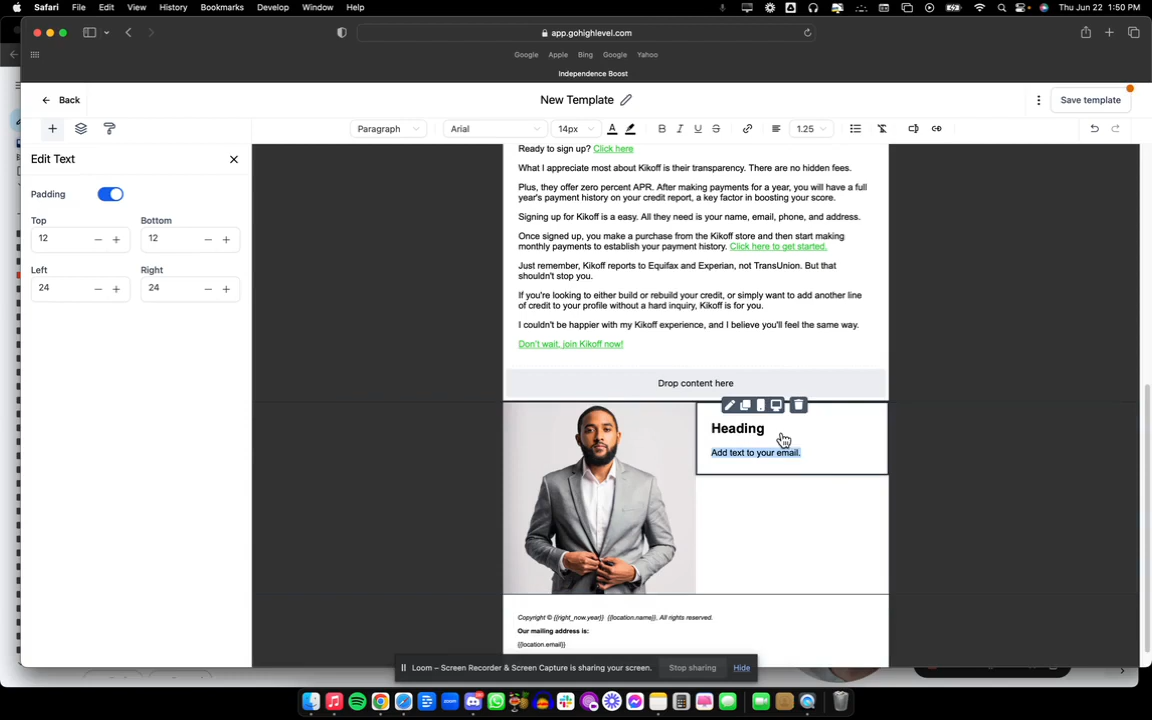 Safari File Edit View History Bookmarks Develop Window Help
Thu Jun 22 1:50 PM
app.gohighlevel.com
Google Apple Bing Google Yahoo
Independence Boost
Back
New Template
Save template
Paragraph
Arial
14px
A
B I U S
1.25
Edit Text
Padding
Top Bottom
12 12
Left Right
24 24
Ready to sign up? Click here
What I appreciate most about Kikoff is their transparency. There are no hidden fees.
Plus, they offer zero percent APR. After making payments for a year, you will have a full
year's payment history on your credit report, a key factor in boosting your score.
Signing up for Kikoff is a easy. All they need is your name, email, phone, and address.
Once signed up, you make a purchase from the Kikoff store and then start making
monthly payments to establish your payment history. Click here to get started.
Just remember, Kikoff reports to Equifax and Experian, not TransUnion. But that
shouldn't stop you.
If you're looking to either build or rebuild your credit, or simply want to add another line
of credit to your profile without a hard inquiry, Kikoff is for you.
I couldn't be happier with my Kikoff experience, and I believe you'll feel the same way.
Don't wait, join Kikoff now!
Drop content here
Heading
Add text to your email.
Copyright © {{right_now.year}} {{location.name}}, All rights reserved.
Our mailing address is:
{{location.email}}
Loom – Screen Recorder & Screen Capture is sharing your screen.
Stop sharing
Hide